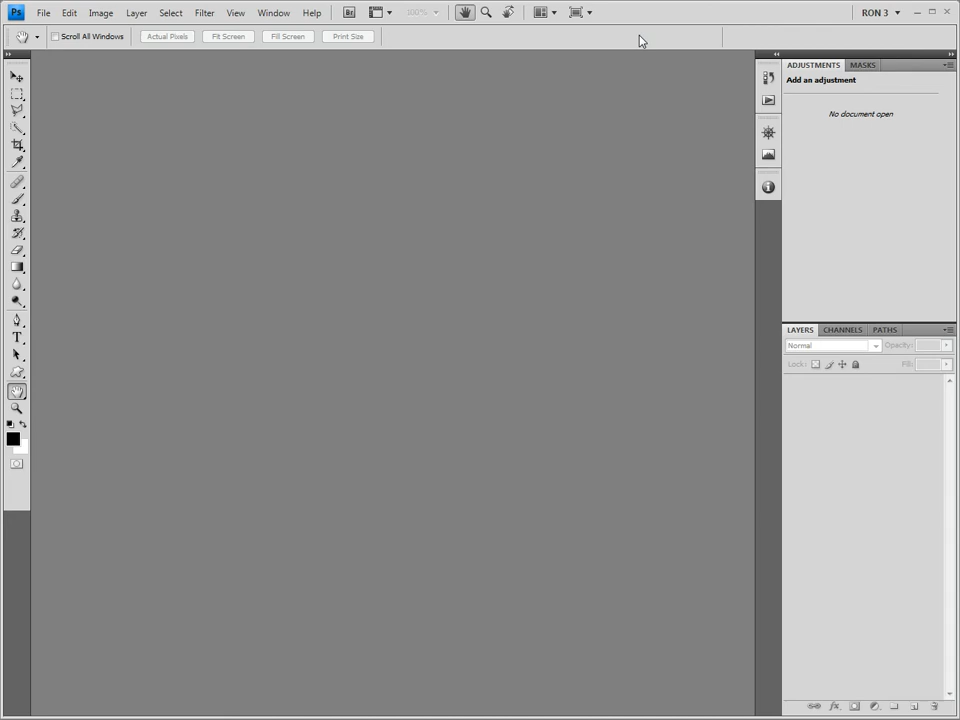 Ps File Edit Image Layer Select Filter View Window Help Br 100% RON 3
Scroll All Windows Actual Pixels Fit Screen Fill Screen Print Size
ADJUSTMENTS MASKS
Add an adjustment
No document open
LAYERS CHANNELS PATHS
Normal Opacity:
Lock: Fill:
T